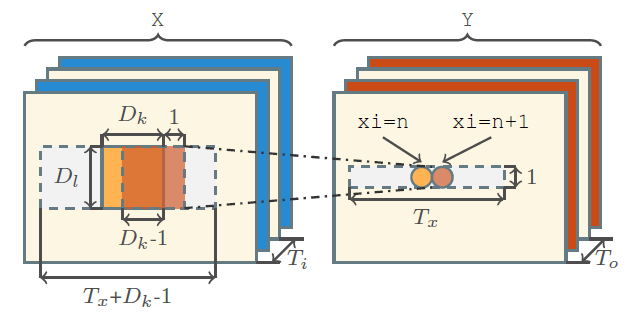 X
Y
D_k 1
xi=n xi=n+1
D_l
1
D_k-1
T_x
T_i
T_o
T_x+D_k-1